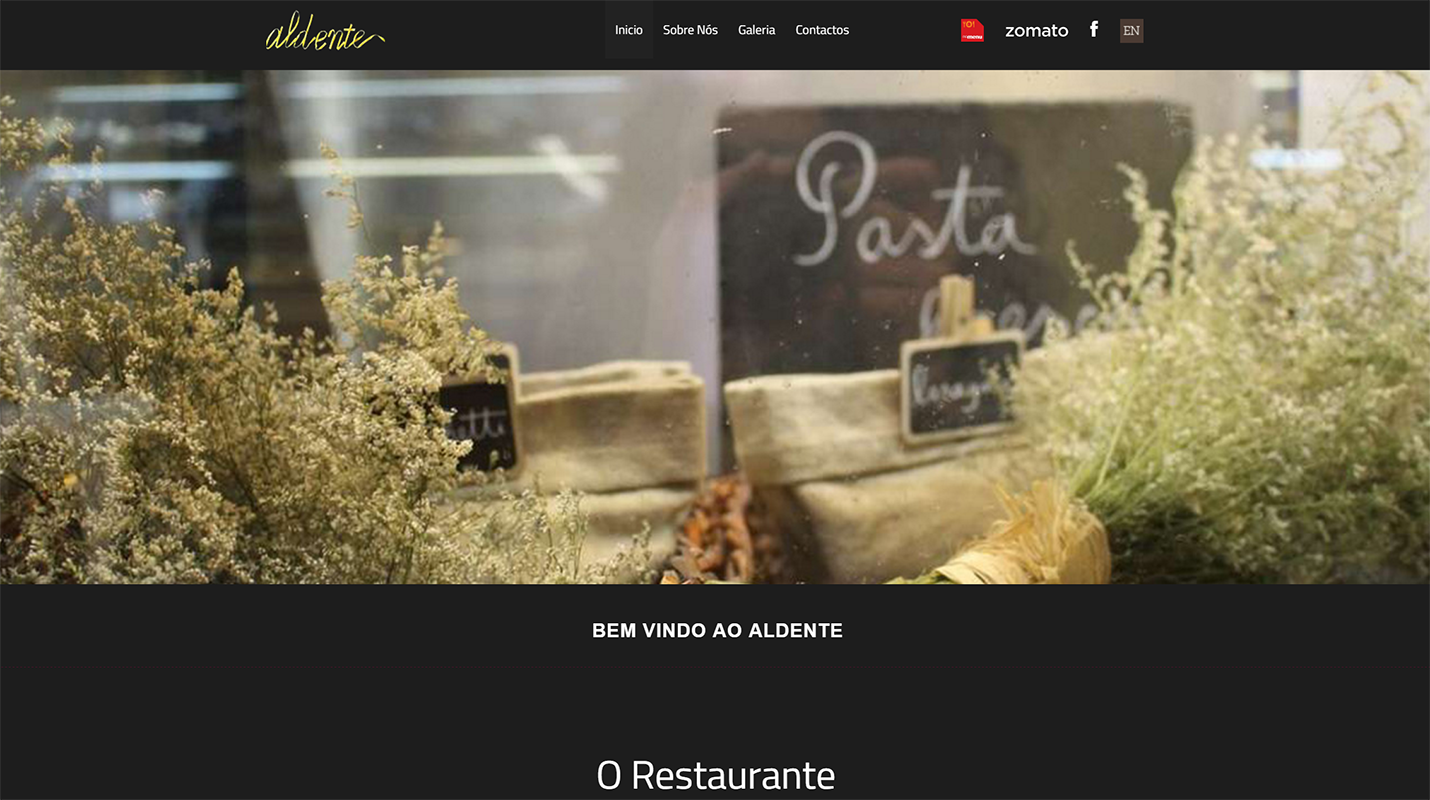 aldente
Inicio Sobre Nós Galeria Contactos
zomato f EN
Pasta
BEM VINDO AO ALDENTE
O Restaurante